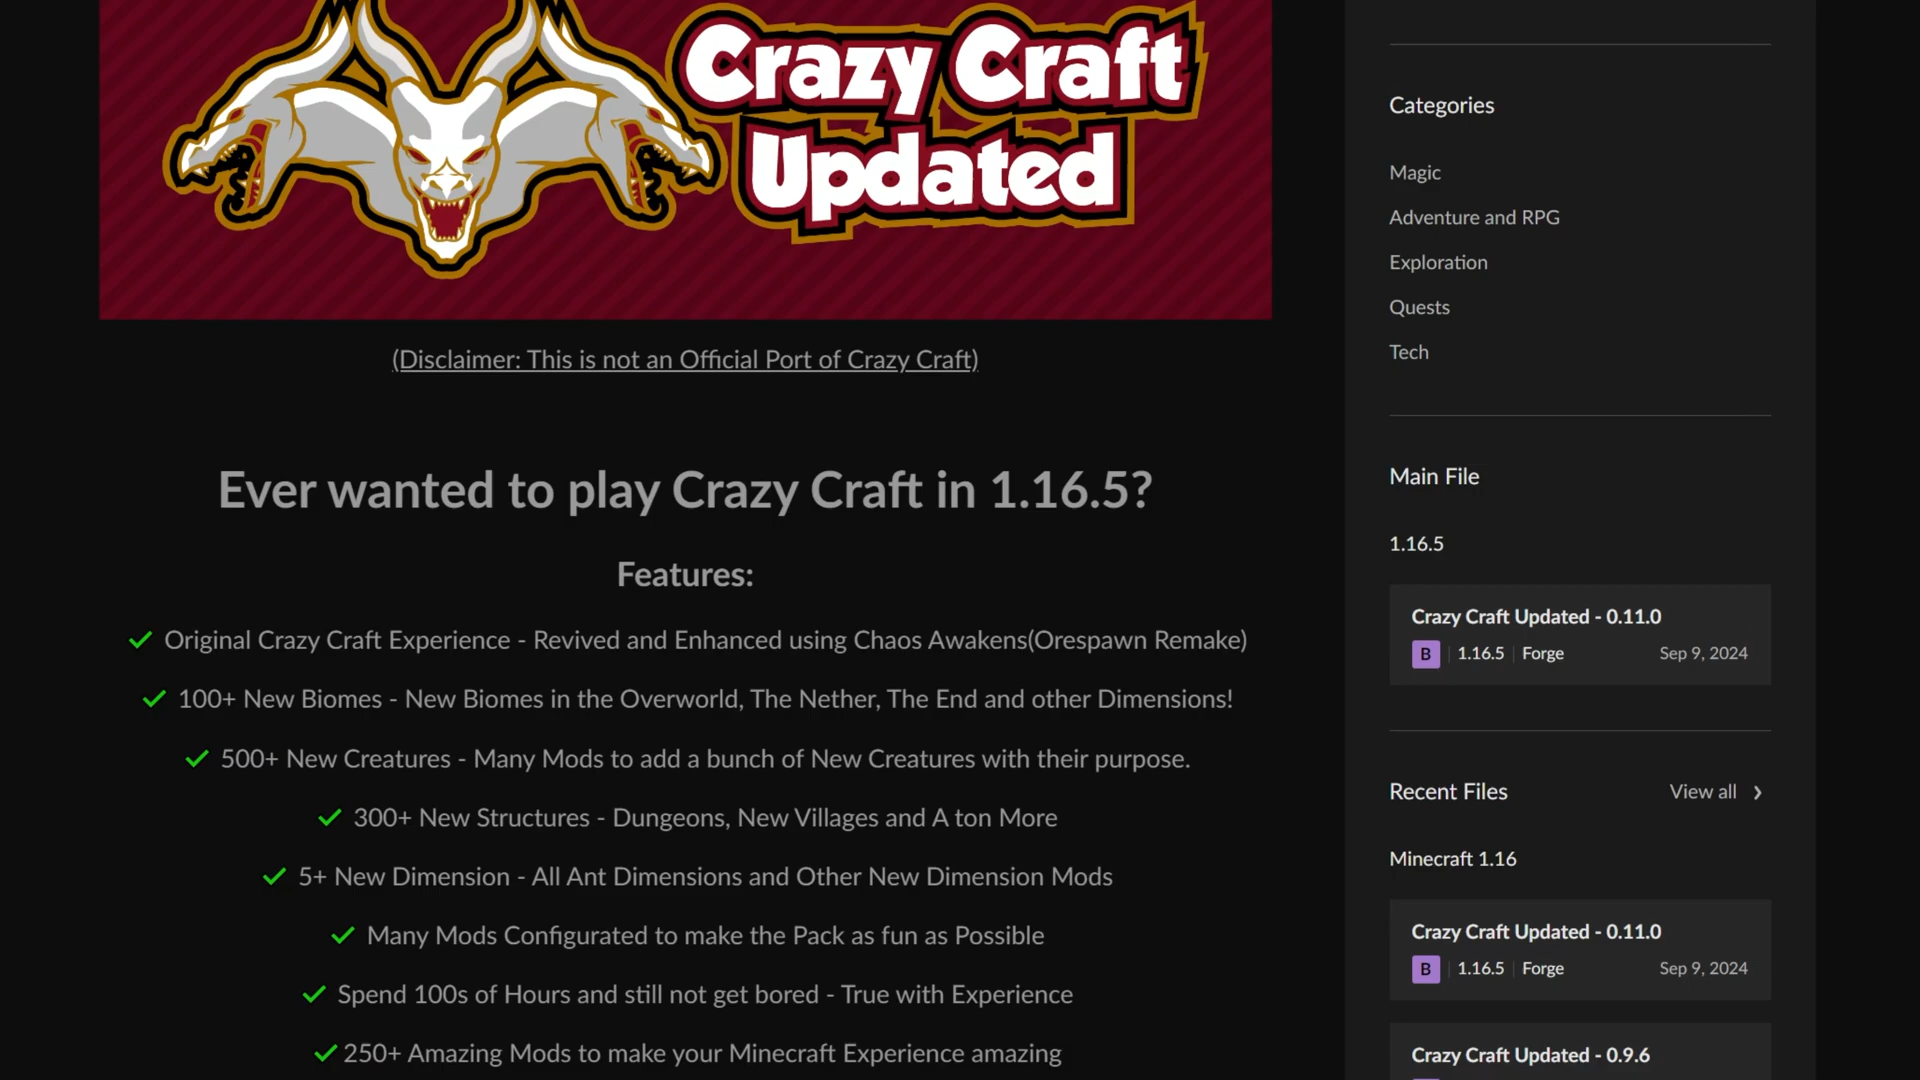 Crazy Craft
Updated
(Disclaimer: This is not an Official Port of Crazy Craft)
Ever wanted to play Crazy Craft in 1.16.5?
Features:
Original Crazy Craft Experience - Revived and Enhanced using Chaos Awakens(Orespawn Remake)
100+ New Biomes - New Biomes in the Overworld, The Nether, The End and other Dimensions!
500+ New Creatures - Many Mods to add a bunch of New Creatures with their purpose.
300+ New Structures - Dungeons, New Villages and A ton More
5+ New Dimension - All Ant Dimensions and Other New Dimension Mods
Many Mods Configurated to make the Pack as fun as Possible
Spend 100s of Hours and still not get bored - True with Experience
250+ Amazing Mods to make your Minecraft Experience amazing
Categories
Magic
Adventure and RPG
Exploration
Quests
Tech
Main File
1.16.5
Crazy Craft Updated - 0.11.0
B 1.16.5 Forge Sep 9, 2024
Recent Files View all
Minecraft 1.16
Crazy Craft Updated - 0.11.0
B 1.16.5 Forge Sep 9, 2024
Crazy Craft Updated - 0.9.6